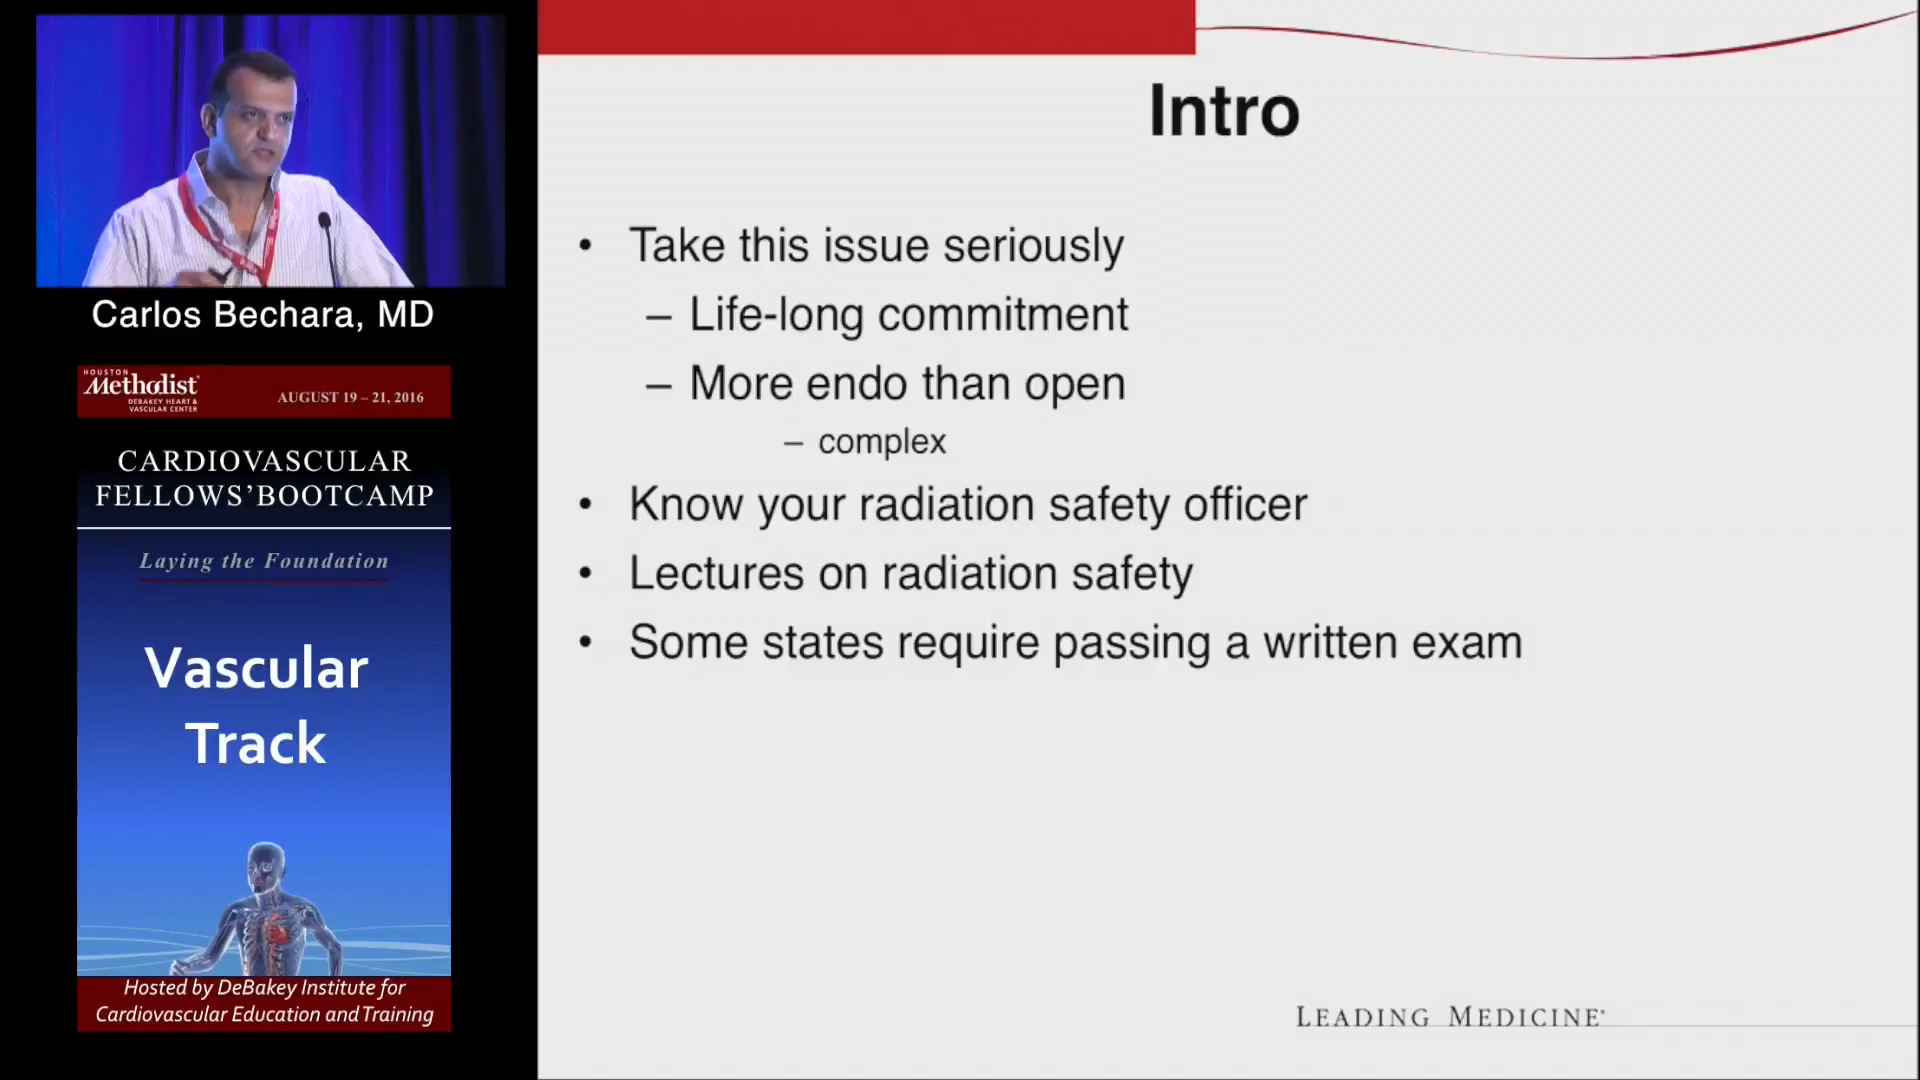 Carlos Bechara, MD
HOUSTON
Methodist
DEBAKEY HEART &
VASCULAR CENTER
AUGUST 19 – 21, 2016
CARDIOVASCULAR
FELLOWS’BOOTCAMP
Laying the Foundation
Vascular
Track
Hosted by DeBakey Institute for
Cardiovascular Education and Training
Intro
• Take this issue seriously
– Life-long commitment
– More endo than open
– complex
• Know your radiation safety officer
• Lectures on radiation safety
• Some states require passing a written exam
LEADING MEDICINE